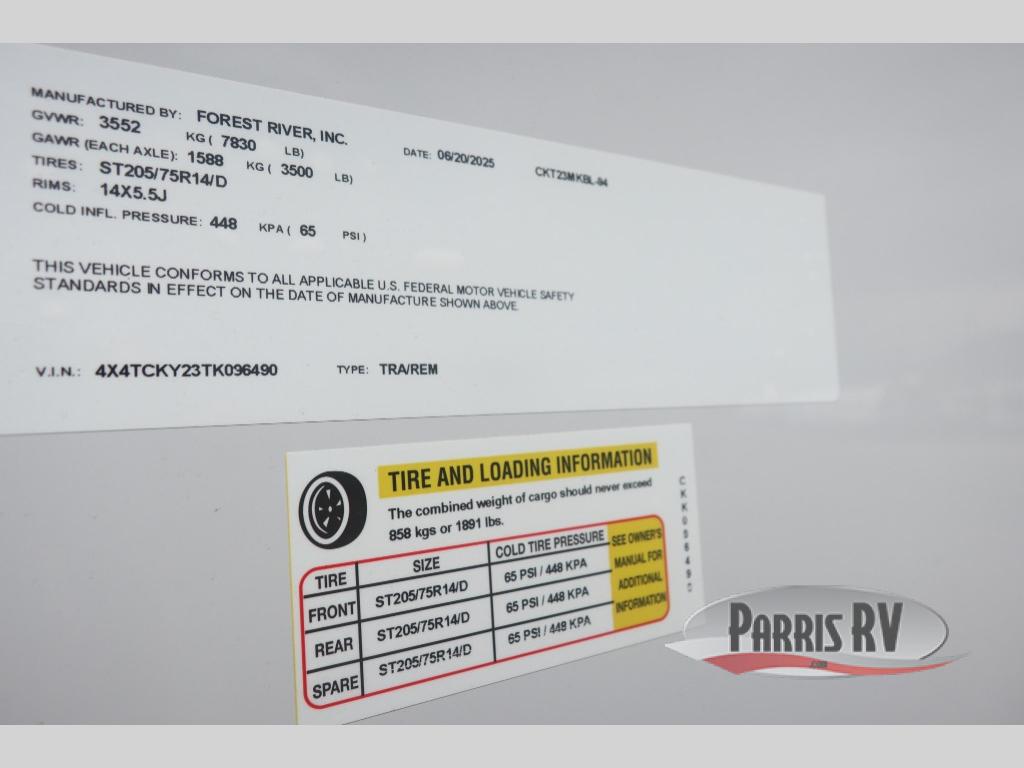 MANUFACTURED BY: FOREST RIVER, INC.
GVWR: 3552 KG ( 7830 LB)
DATE: 06/20/2025 CKT23MKBL-94
GAWR (EACH AXLE): 1588 KG ( 3500 LB)
TIRES: ST205/75R14/D
RIMS: 14X5.5J
COLD INFL. PRESSURE: 448 KPA ( 65 PSI )
THIS VEHICLE CONFORMS TO ALL APPLICABLE U.S. FEDERAL MOTOR VEHICLE SAFETY
STANDARDS IN EFFECT ON THE DATE OF MANUFACTURE SHOWN ABOVE.
V.I.N.: 4X4TCKY23TK096490 TYPE: TRA/REM
TIRE AND LOADING INFORMATION
The combined weight of cargo should never exceed
858 kgs or 1891 lbs.
TIRE SIZE COLD TIRE PRESSURE
FRONT ST205/75R14/D 65 PSI / 448 KPA
REAR ST205/75R14/D 65 PSI / 448 KPA
SPARE ST205/75R14/D 65 PSI / 448 KPA
SEE OWNER'S
MANUAL FOR
ADDITIONAL
INFORMATION
PARRIS RV
.com